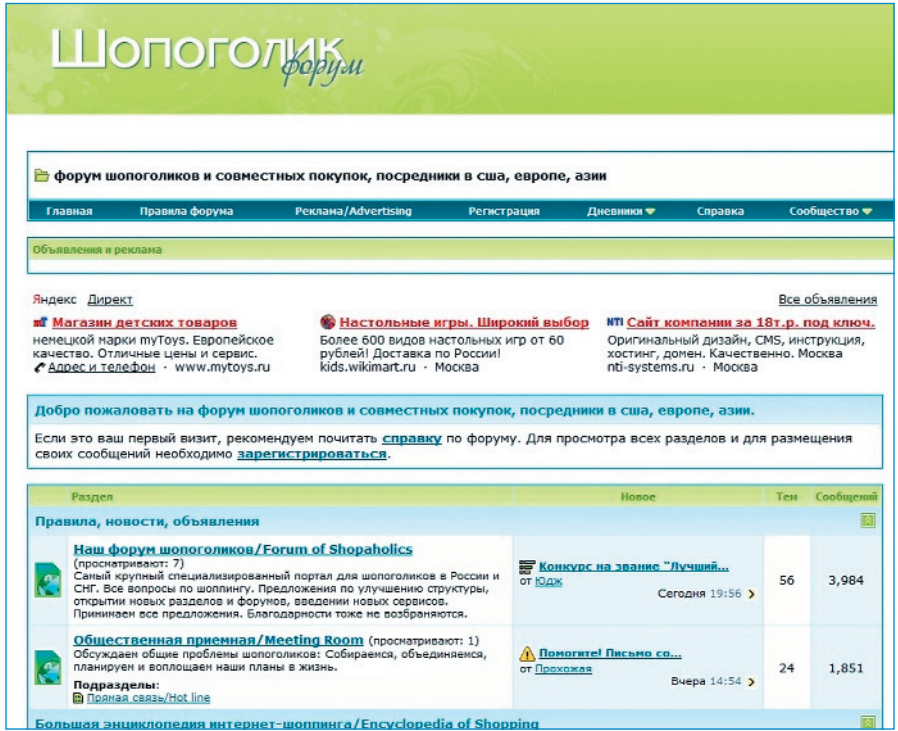 Шопоголик
форум
форум шопоголиков и совместных покупок, посредники в сша, европе, азии
Главная Правила форума Реклама/Advertising Регистрация Дневники Справка Сообщество
Объявления и реклама
Яндекс Директ Все объявления
Магазин детских товаров
немецкой марки myToys. Европейское
качество. Отличные цены и сервис.
Адрес и телефон · www.mytoys.ru
Настольные игры. Широкий выбор
Более 600 видов настольных игр от 60
рублей! Доставка по России!
kids.wikimart.ru · Москва
NTI Сайт компании за 18т.р. под ключ.
Оригинальный дизайн, CMS, инструкция,
хостинг, домен. Качественно. Москва
nti-systems.ru · Москва
Добро пожаловать на форум шопоголиков и совместных покупок, посредники в сша, европе, азии.
Если это ваш первый визит, рекомендуем почитать справку по форуму. Для просмотра всех разделов и для размещения
своих сообщений необходимо зарегистрироваться.
Раздел Новое Тем Сообщений
Правила, новости, объявления
Наш форум шопоголиков/Forum of Shopaholics
(просматривают: 7)
Самый крупный специализированный портал для шопоголиков в России и
СНГ. Все вопросы по шоппингу. Предложения по улучшению структуры,
открытии новых разделов и форумов, введении новых сервисов.
Принимаем все предложения. Благодарности тоже не возбраняются.
Конкурс на звание "Лучший...
от Юдж
Сегодня 19:56
56 3,984
Общественная приемная/Meeting Room (просматривают: 1)
Обсуждаем общие проблемы шопоголиков: Собираемся, объединяемся,
планируем и воплощаем наши планы в жизнь.
Подразделы:
Прямая связь/Hot line
Помогите! Письмо со...
от Прохожая
Вчера 14:54
24 1,851
Большая энциклопедия интернет-шоппинга/Encyclopedia of Shopping